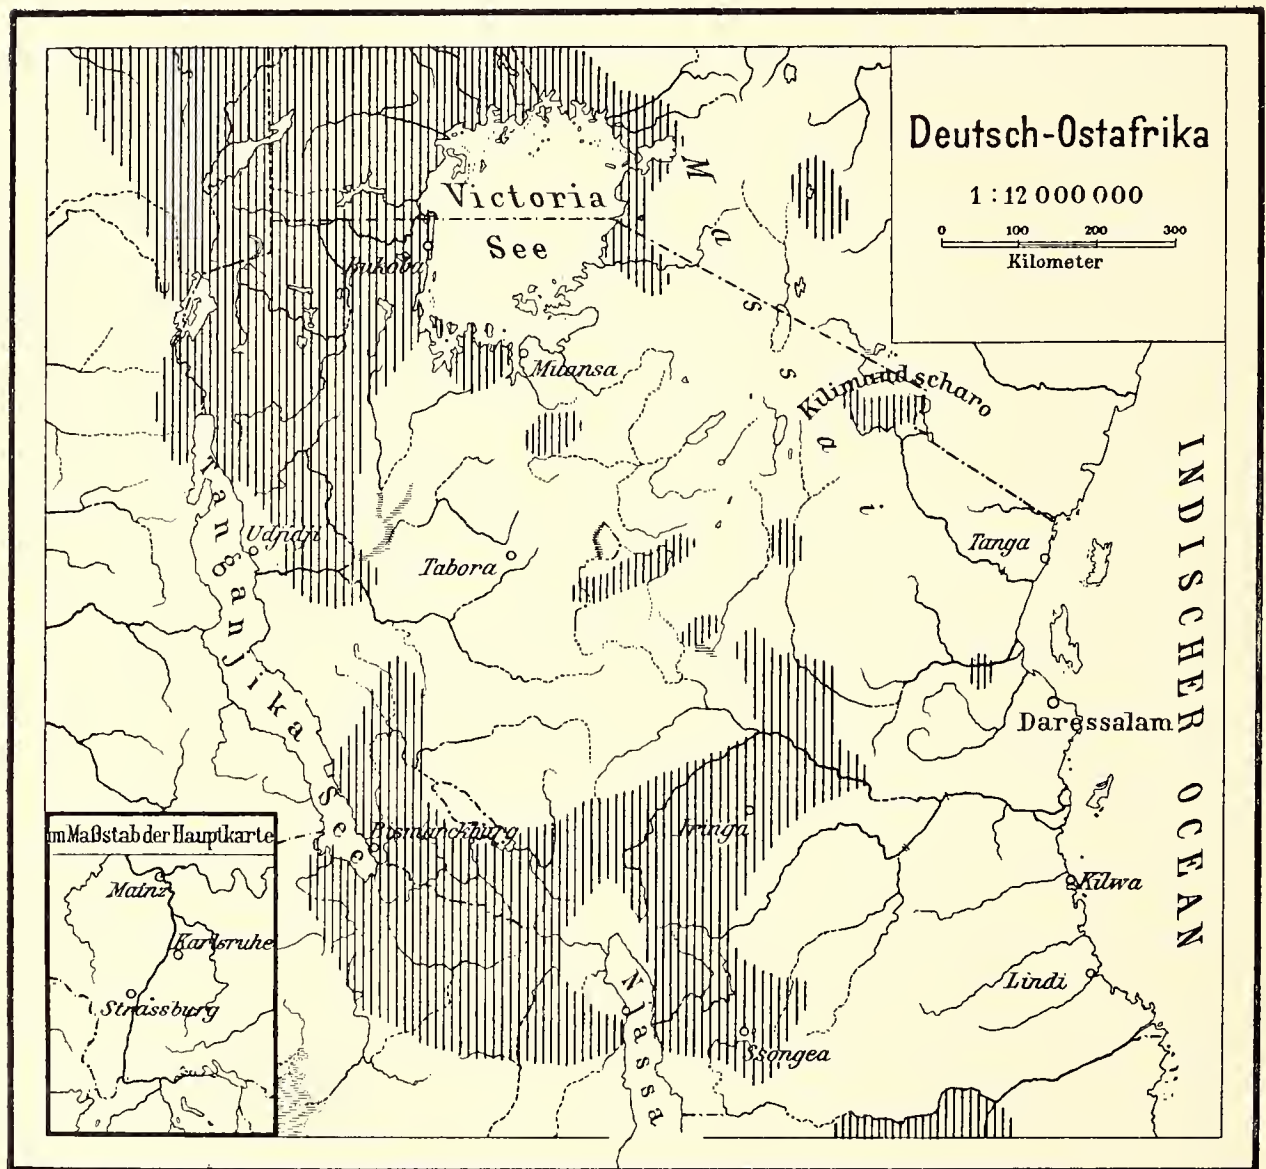 Deutsch-Ostafrika
1 : 12 000 000
0 100 200 300
Kilometer
Victoria
See
Bukoba
Muansa
Massai
Kilimandscharo
Tanganjika See
Udjiji
Tabora
Tanga
Daressalam
INDISCHER OCEAN
Bismarckburg
Iringa
Kilwa
Lindi
Ssongea
Njassa
im Maßstab der Hauptkarte
Mainz
Karlsruhe
Strassburg